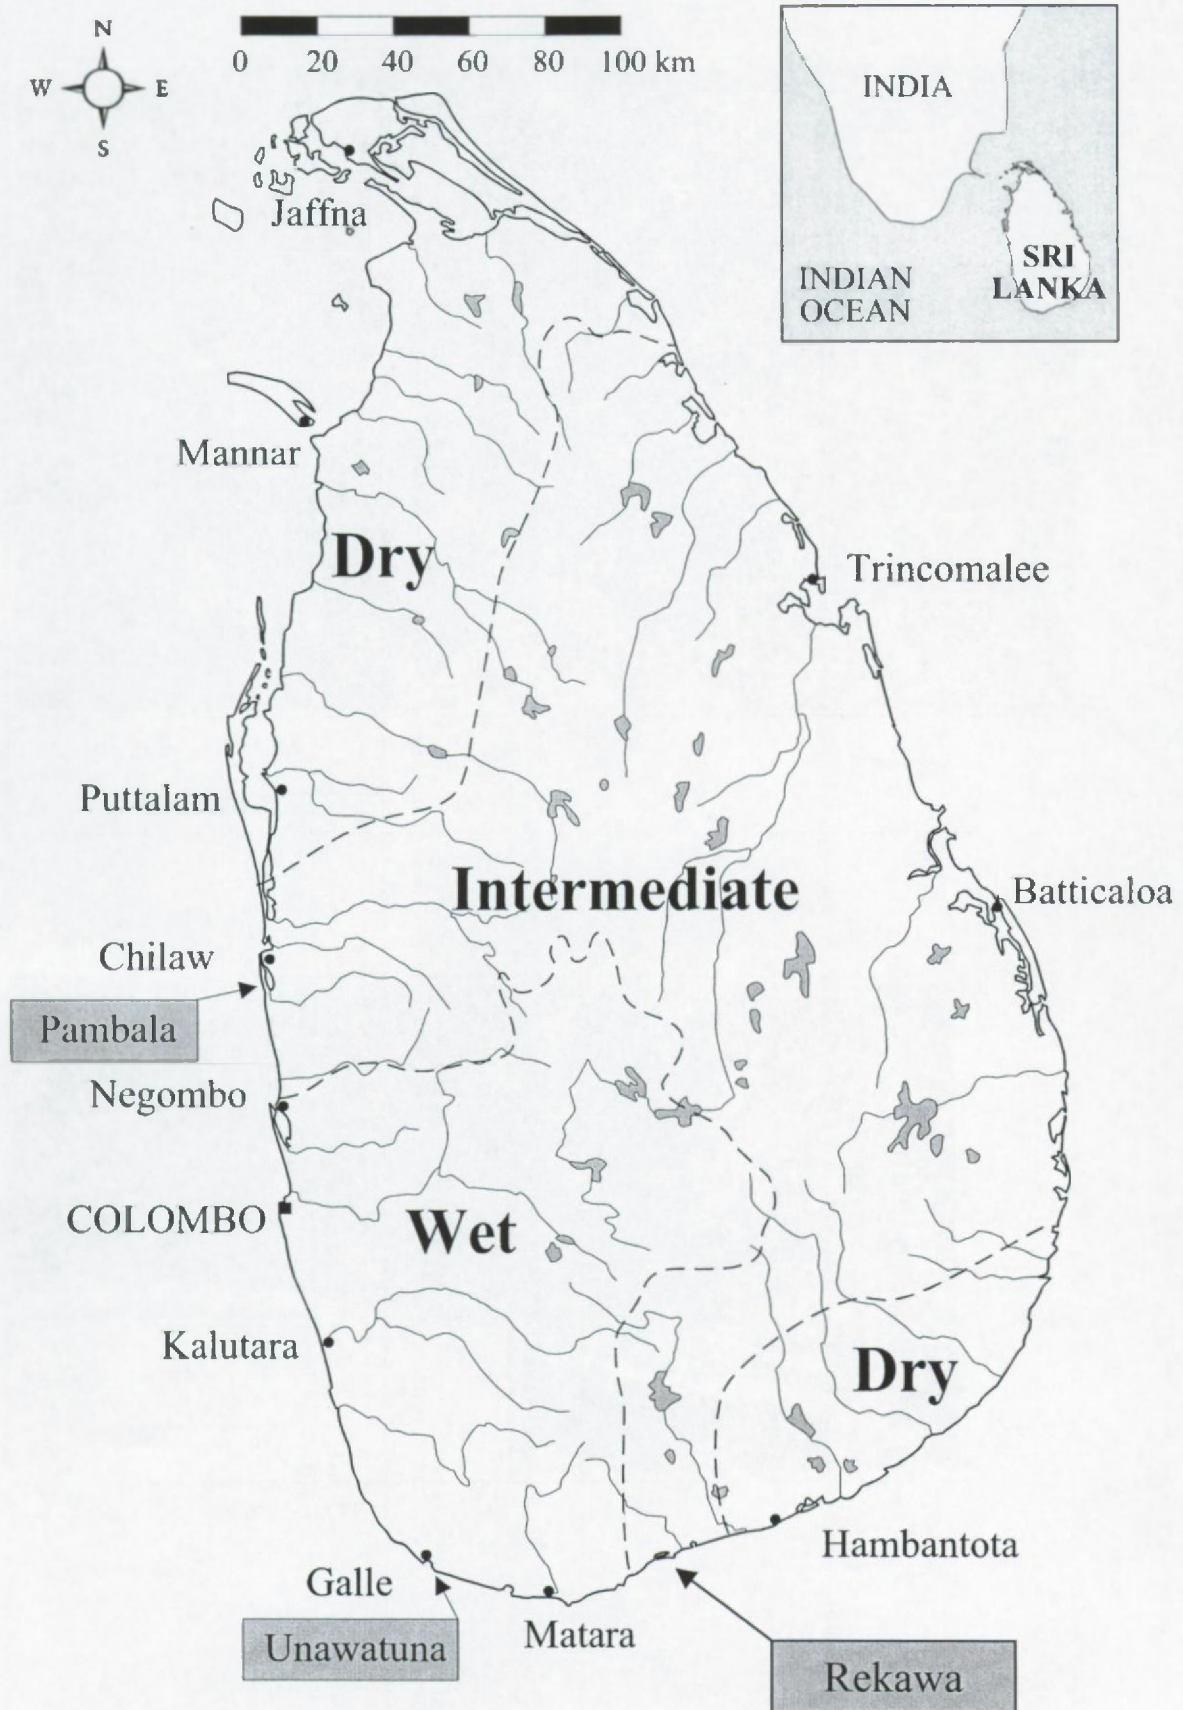 N
W E
S
0 20 40 60 80 100 km
INDIA
SRI
LANKA
INDIAN
OCEAN
Jaffna
Mannar
Dry
Trincomalee
Puttalam
Intermediate
Batticaloa
Chilaw
Pambala
Negombo
COLOMBO
Wet
Kalutara
Dry
Hambantota
Galle
Unawatuna
Matara
Rekawa